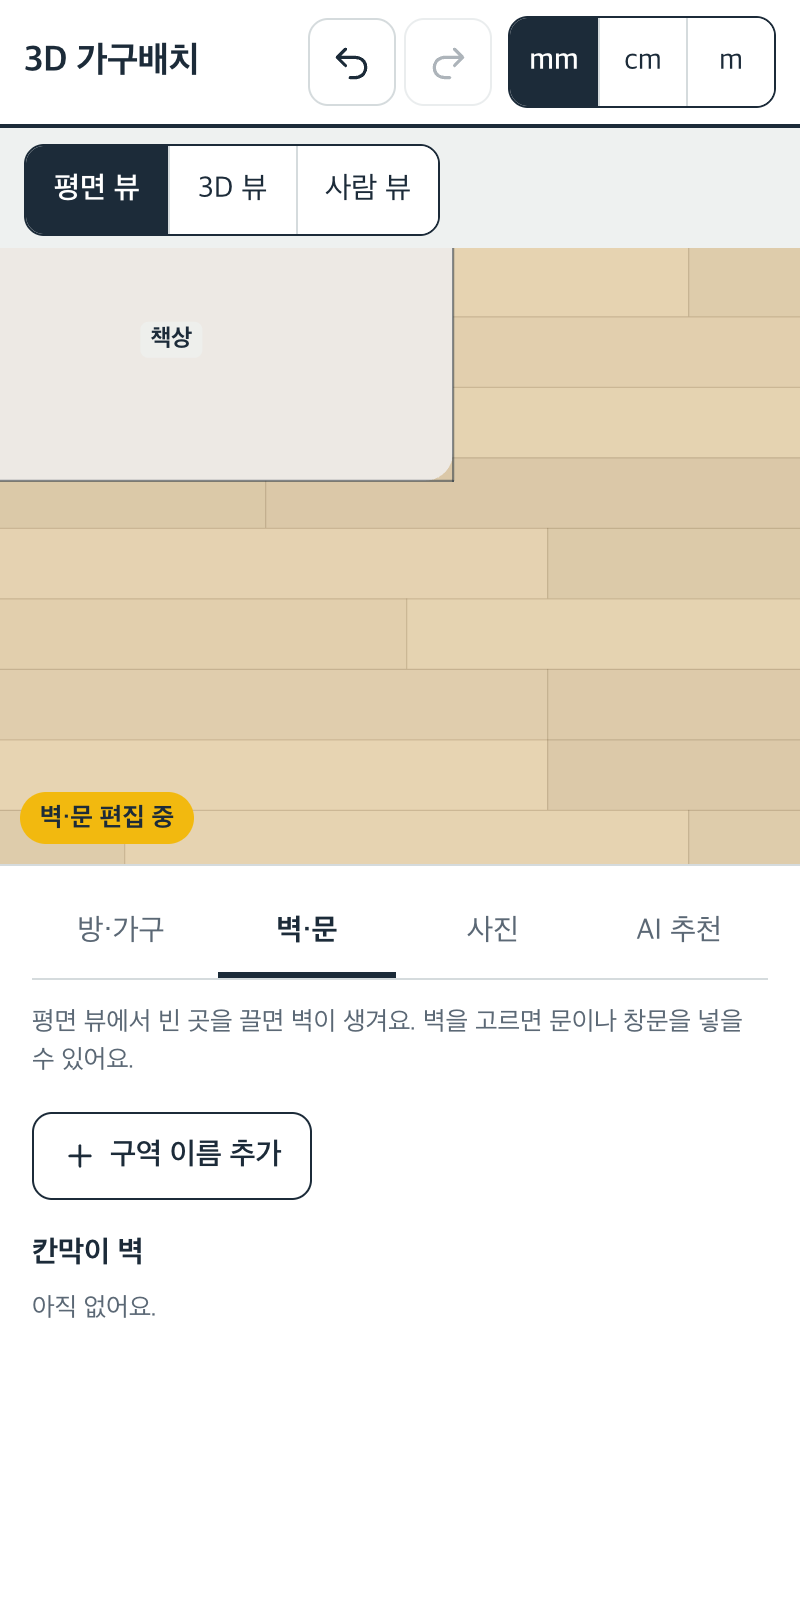 3D 가구배치
mm cm m
평면 뷰 3D 뷰 사람 뷰
책상
벽·문 편집 중
방·가구 벽·문 사진 AI 추천
평면 뷰에서 빈 곳을 끌면 벽이 생겨요. 벽을 고르면 문이나 창문을 넣을
수 있어요.
구역 이름 추가
칸막이 벽
아직 없어요.